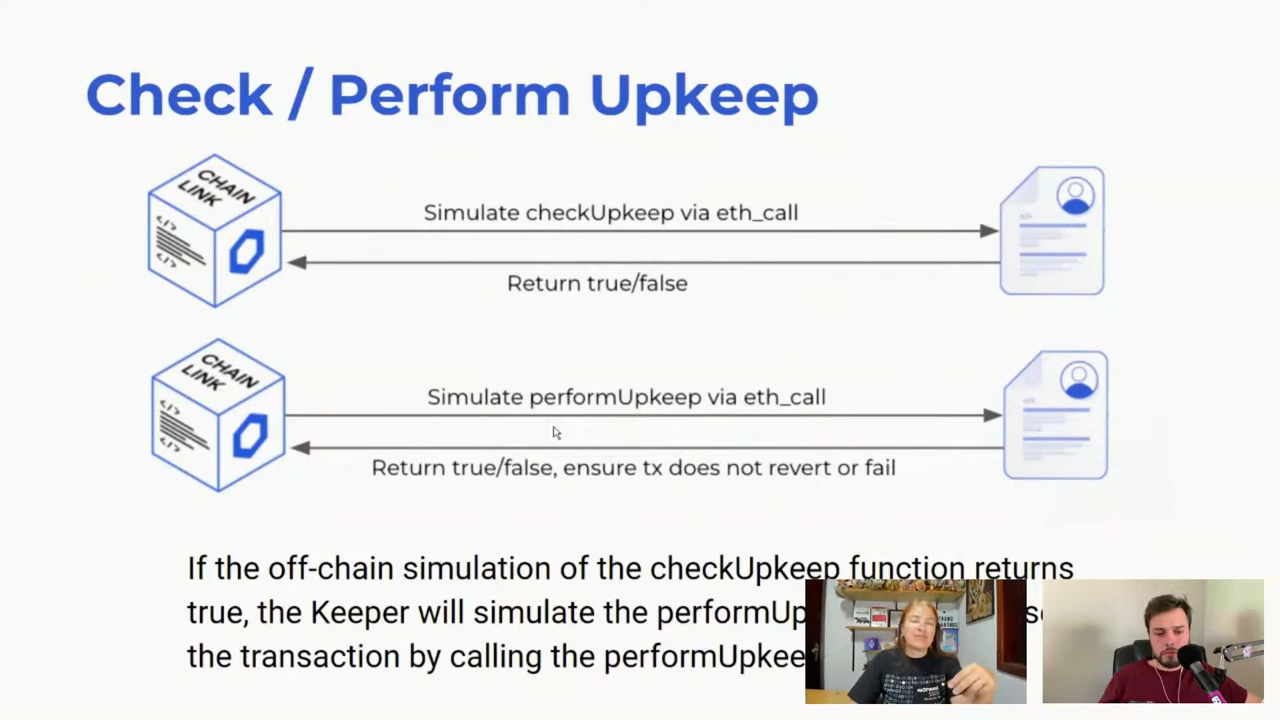 Check / Perform Upkeep
CHAIN
LINK
Simulate checkUpkeep via eth_call
Return true/false
CHAIN
LINK
Simulate performUpkeep via eth_call
Return true/false, ensure tx does not revert or fail
If the off-chain simulation of the checkUpkeep function returns
true, the Keeper will simulate the
the transaction by calling the